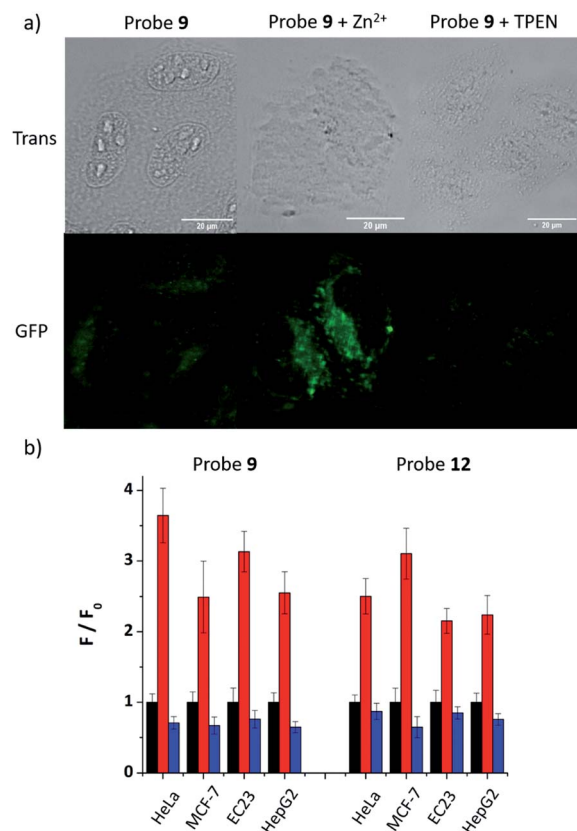 a)
Probe 9 Probe 9 + Zn²⁺ Probe 9 + TPEN
Trans
20 µm 20 µm 20 µm
GFP
b)
Probe 9 Probe 12
F / F₀
4
3
2
1
0
HeLa MCF-7 EC23 HepG2 HeLa MCF-7 EC23 HepG2